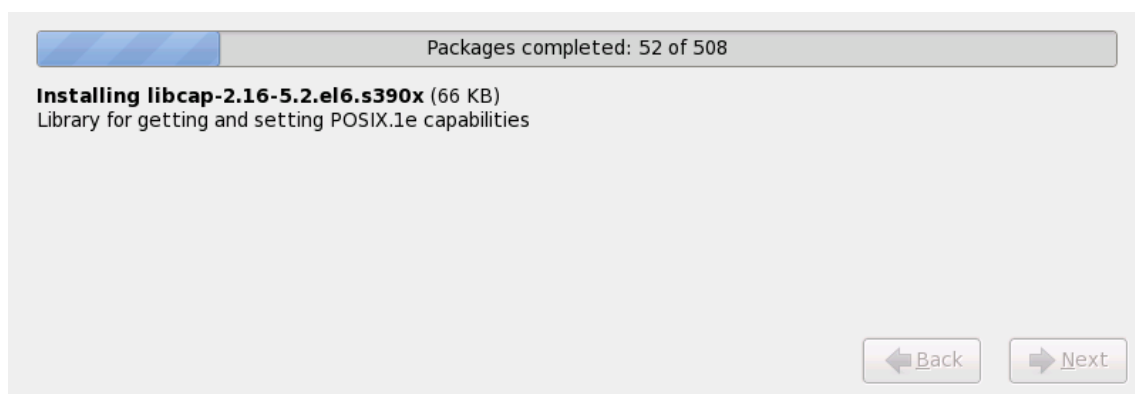 Packages completed: 52 of 508
Installing libcap-2.16-5.2.el6.s390x (66 KB)
Library for getting and setting POSIX.1e capabilities
Back
Next